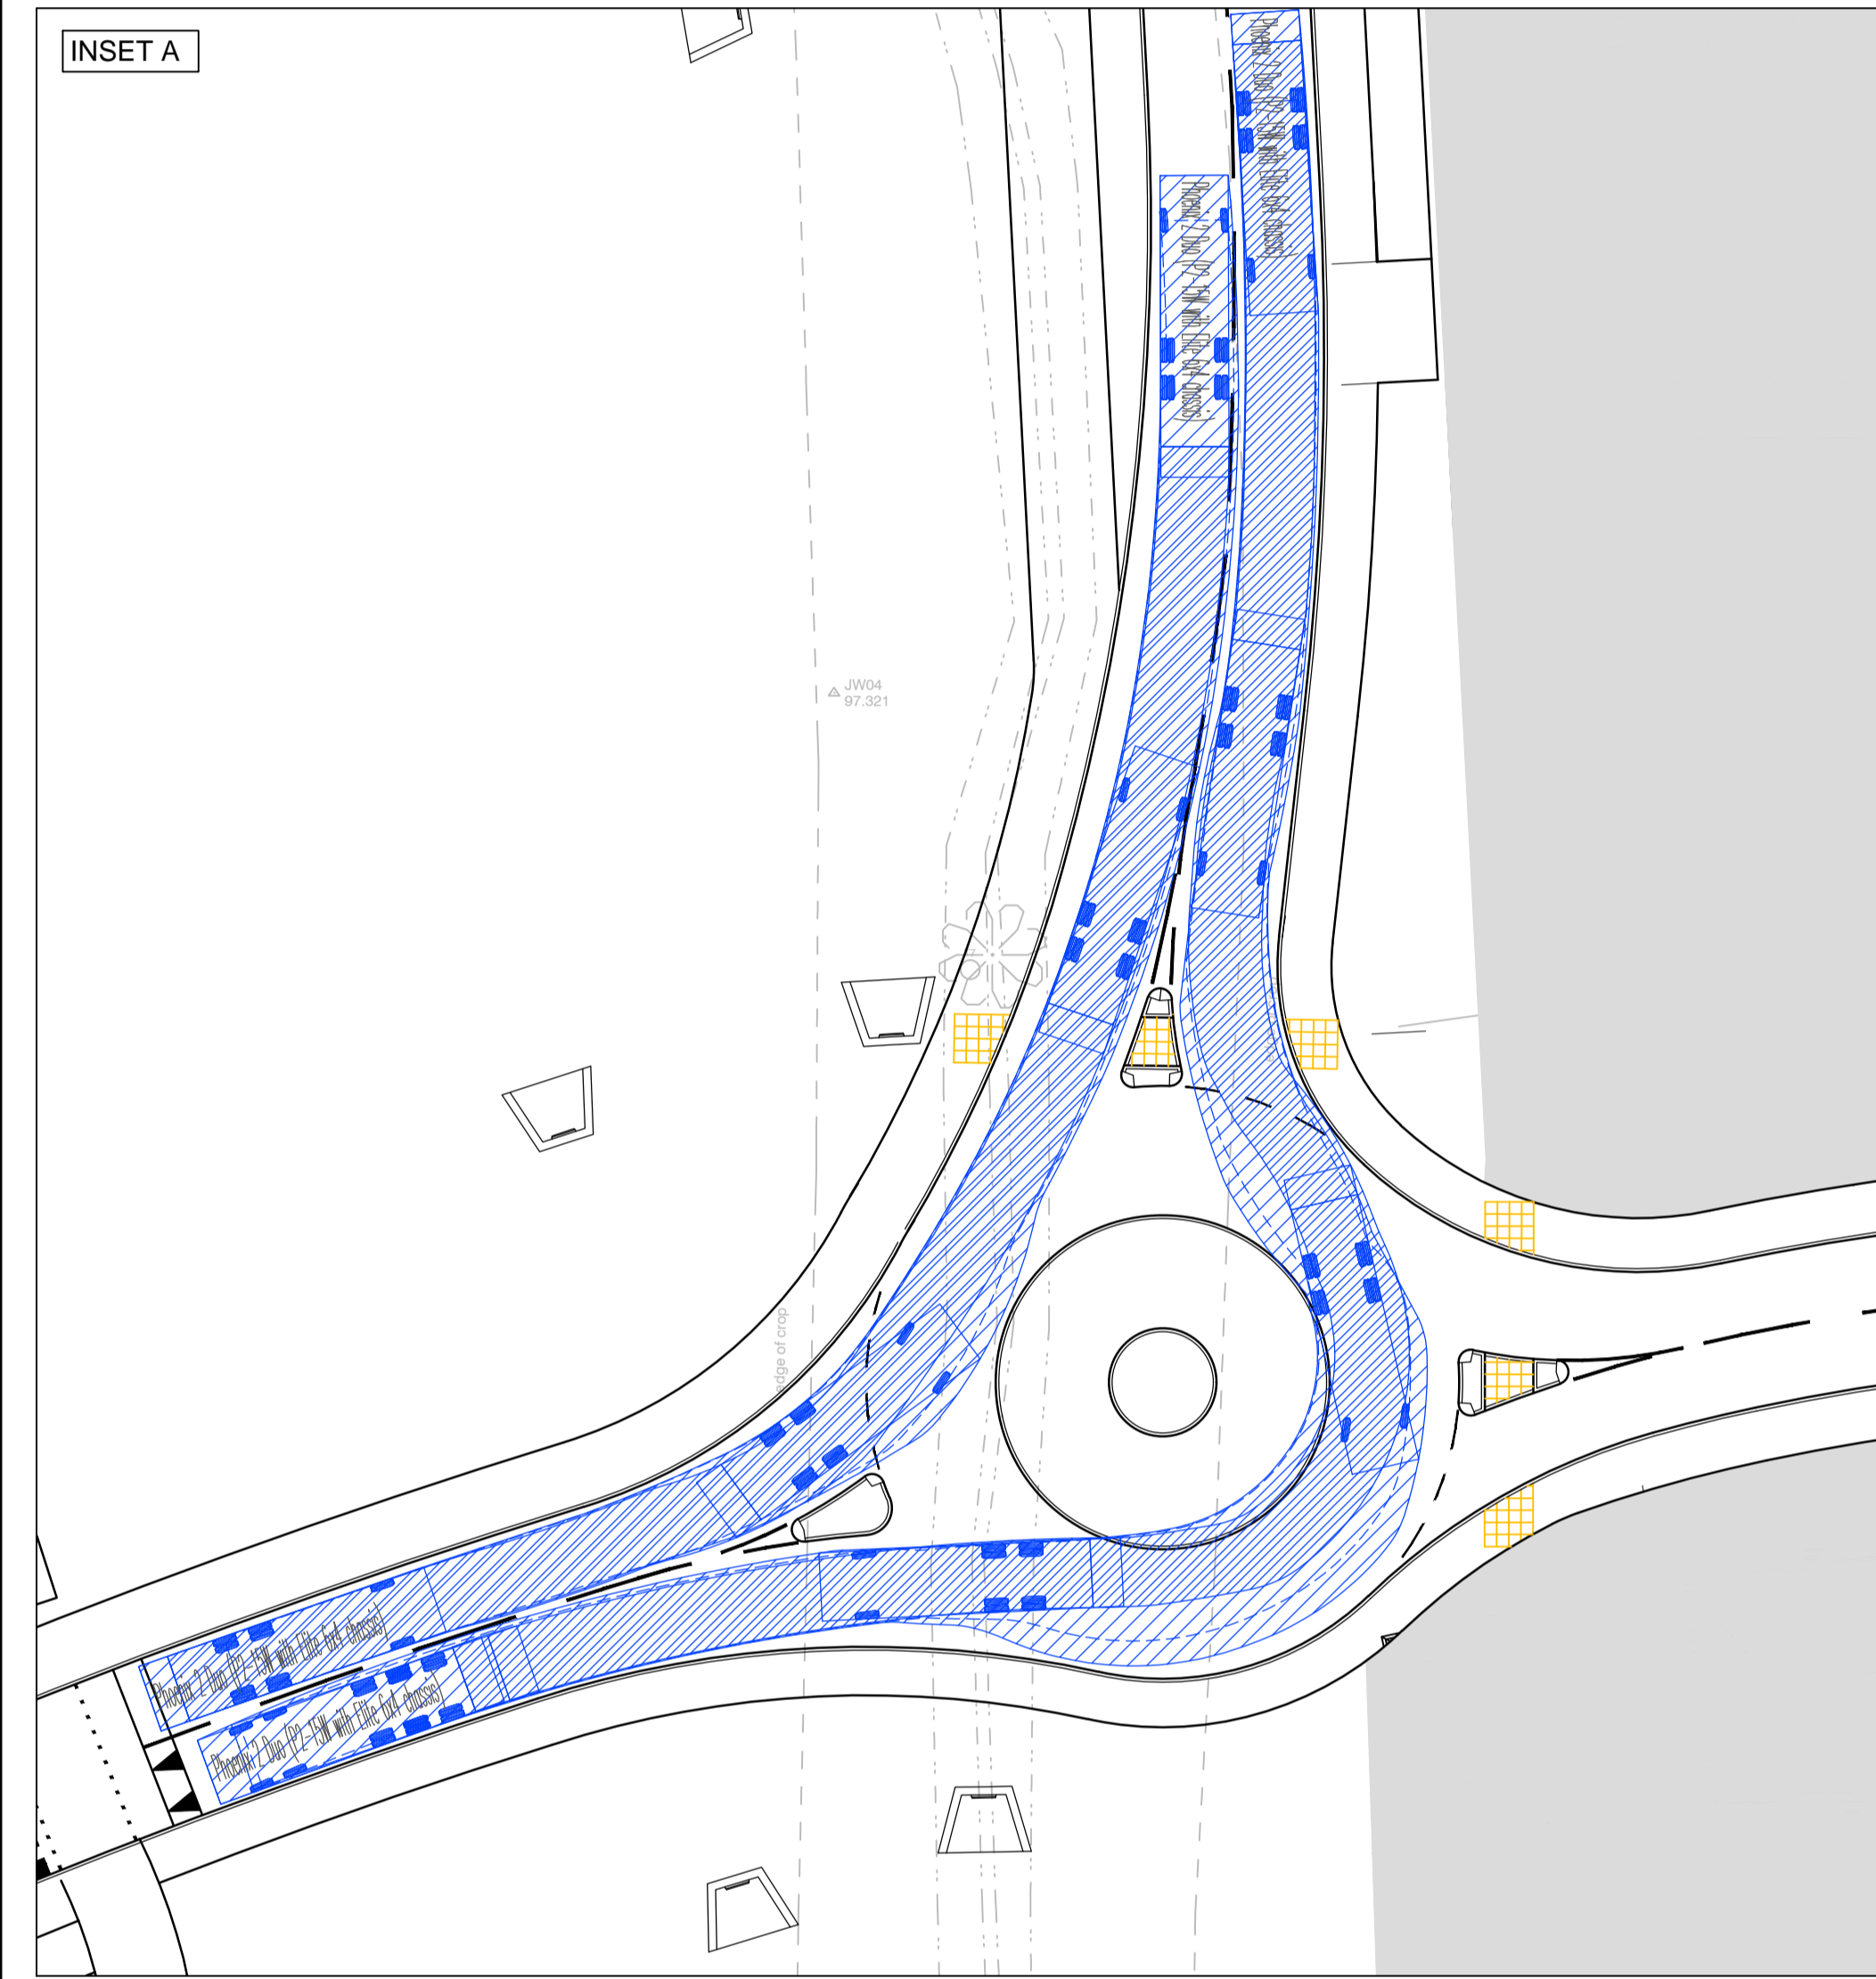 INSET A
Phoenix 2 Duo (P2-15W with Elite 6x4 chassis)
Phoenix 2 Duo (P2-15W with Elite 6x4 chassis)
JW04
97.321
edge of crop
Phoenix 2 Duo (P2-15W with Elite 6x4 chassis)
Phoenix 2 Duo (P2-15W with Elite 6x4 chassis)